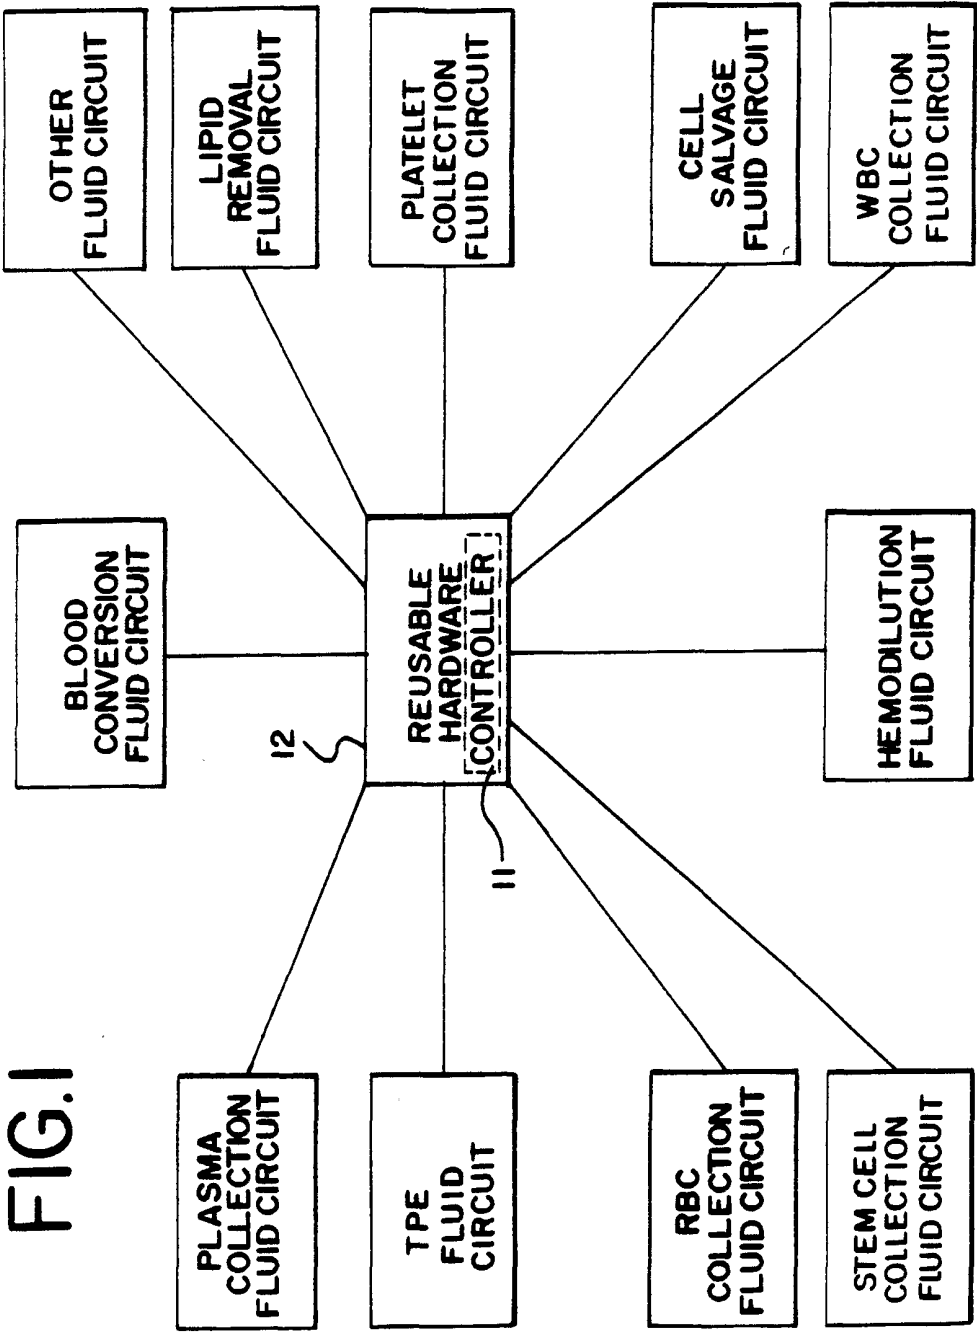 FIG.1
BLOOD
CONVERSION
FLUID CIRCUIT
OTHER
FLUID CIRCUIT
PLASMA
COLLECTION
FLUID CIRCUIT
LIPID
REMOVAL
FLUID CIRCUIT
12
TPE
FLUID
CIRCUIT
REUSABLE
HARDWARE
CONTROLLER
PLATELET
COLLECTION
FLUID CIRCUIT
11
RBC
COLLECTION
FLUID CIRCUIT
CELL
SALVAGE
FLUID CIRCUIT
STEM CELL
COLLECTION
FLUID CIRCUIT
HEMODILUTION
FLUID CIRCUIT
WBC
COLLECTION
FLUID CIRCUIT